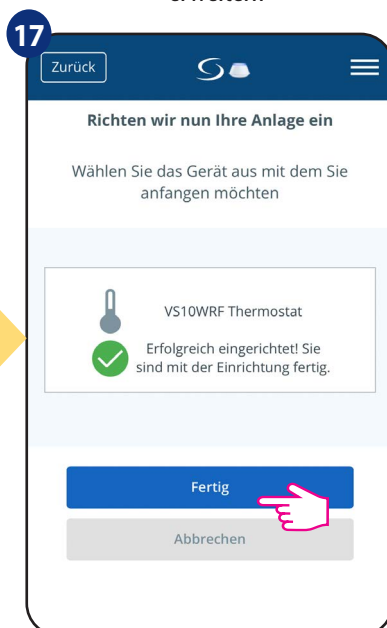 17
Zurück
Richten wir nun Ihre Anlage ein
Wählen Sie das Gerät aus mit dem Sie
anfangen möchten
VS10WRF Thermostat
Erfolgreich eingerichtet! Sie
sind mit der Einrichtung fertig.
Fertig
Abbrechen